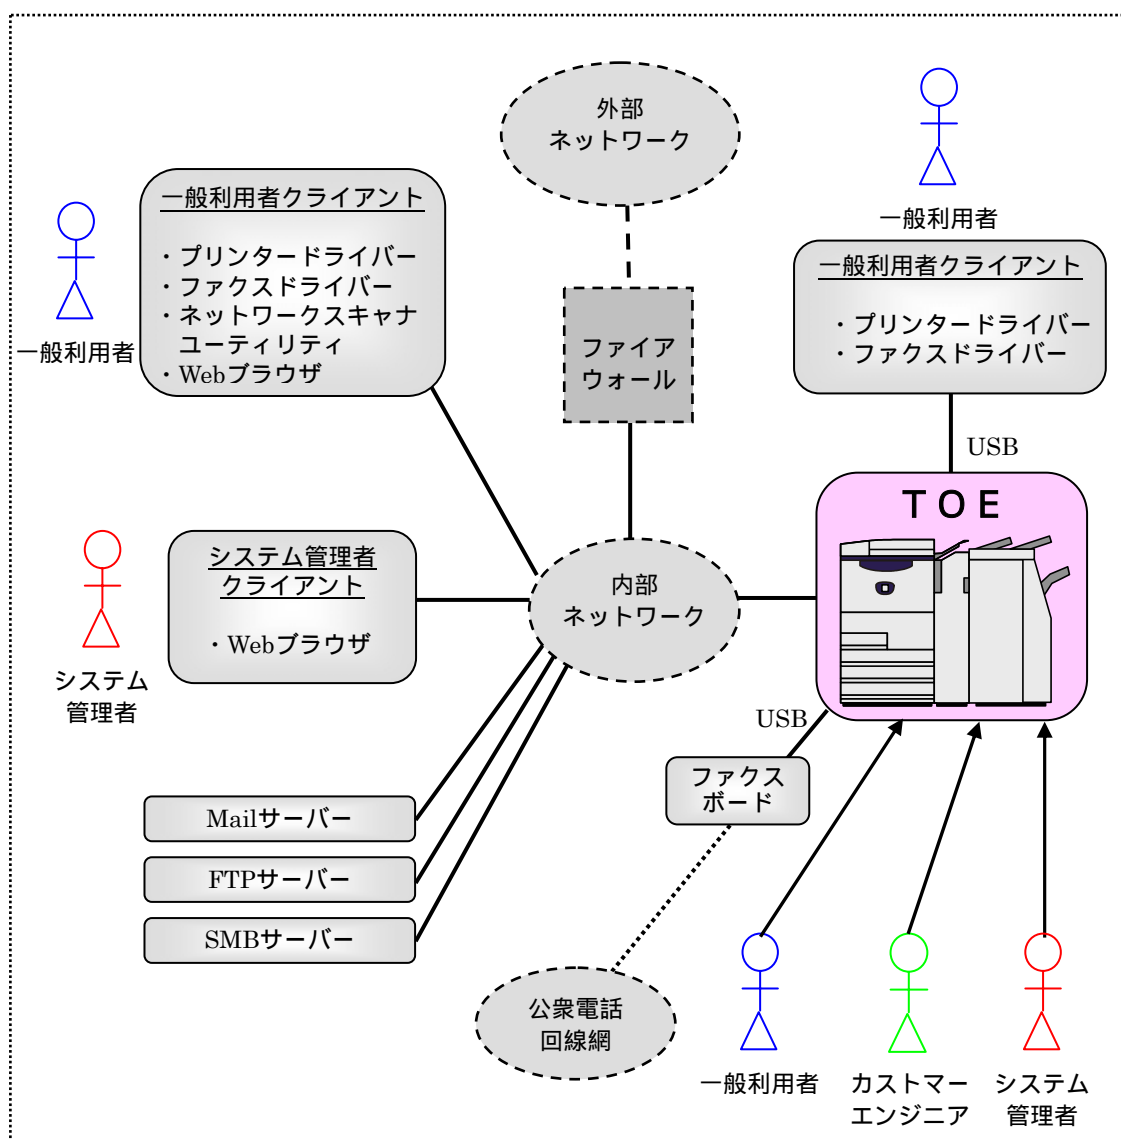 外部
ネットワーク
一般利用者
一般利用者クライアント
・プリンタードライバー
・ファクスドライバー
・ネットワークスキャナ
ユーティリティ
・Webブラウザ
一般利用者
一般利用者クライアント
・プリンタードライバー
・ファクスドライバー
ファイア
ウォール
USB
TOE
システム管理者
クライアント
・Webブラウザ
システム
管理者
内部
ネットワーク
USB
ファクス
ボード
Mailサーバー
FTPサーバー
SMBサーバー
公衆電話
回線網
一般利用者
カストマー
エンジニア
システム
管理者